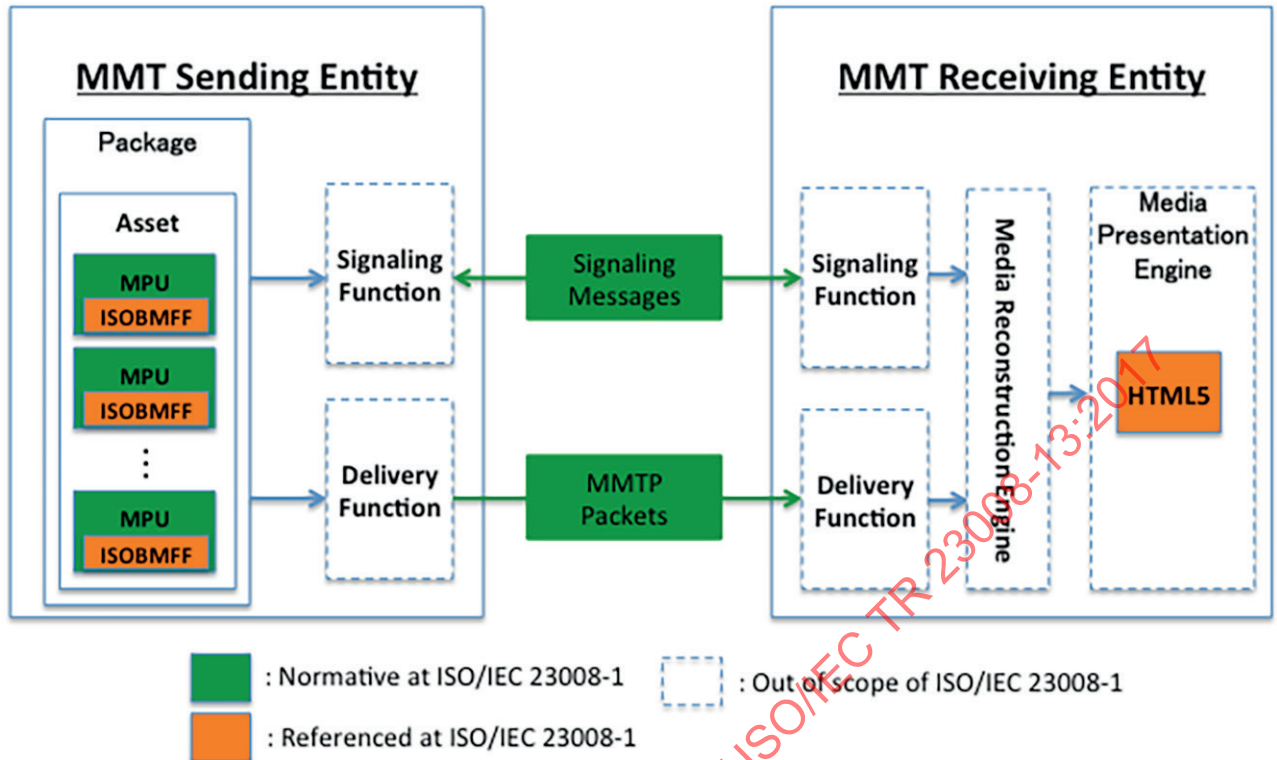 MMT Sending Entity
Package
Asset
MPU
ISOBMFF
MPU
ISOBMFF
⋮
MPU
ISOBMFF
Signaling
Function
Delivery
Function
Signaling
Messages
MMTP
Packets
MMT Receiving Entity
Signaling
Function
Delivery
Function
Media Reconstruction Engine
Media
Presentation
Engine
HTML5
: Normative at ISO/IEC 23008-1
: Referenced at ISO/IEC 23008-1
: Out of scope of ISO/IEC 23008-1
ISO/IEC TR 23008-13:2017